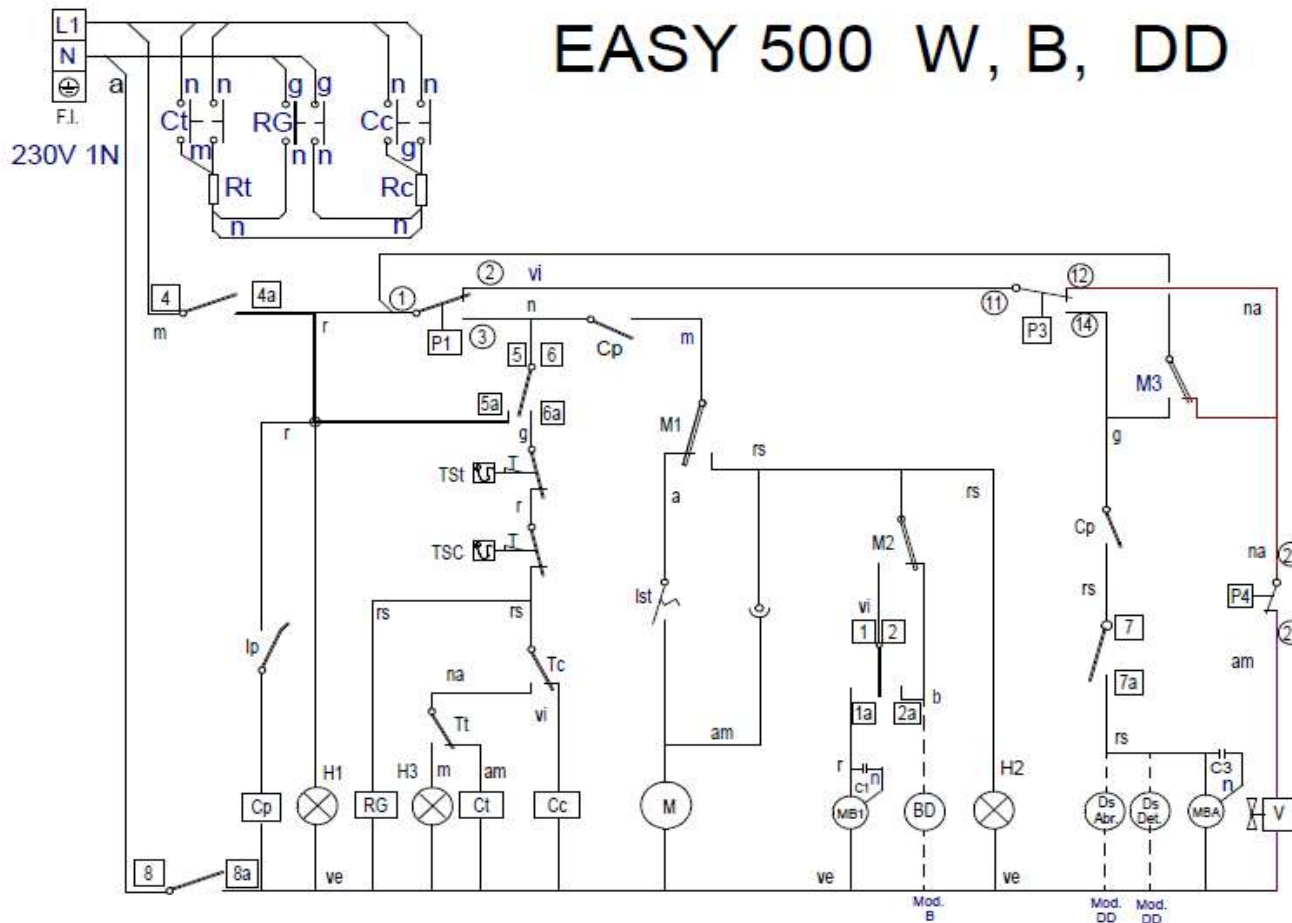 EASY 500 W, B, DD
L1
N
F.I.
230V 1N
a
n n g g n n
Ct RG Cc
m n n g
Rt Rc
n n
2 vi 12
4 4a 1 n 11 na
m r P1 3 P3 14
5 6 Cp m
M3
5a 6a M1
r g rs g
TSt a rs
r Cp
TSC M2
na 2
rs rs Ist rs P4
vi
1 2 7 2
Ip Tc am
na 7a
vi 1a 2a b
Tt am rs
r C3
H1 H3 m am C1 n H2 n
Cp RG Ct Cc M MB1 BD Ds Abr. Ds Det. MBA V
8 8a ve ve ve
Mod. B
Mod. DD
Mod. DD